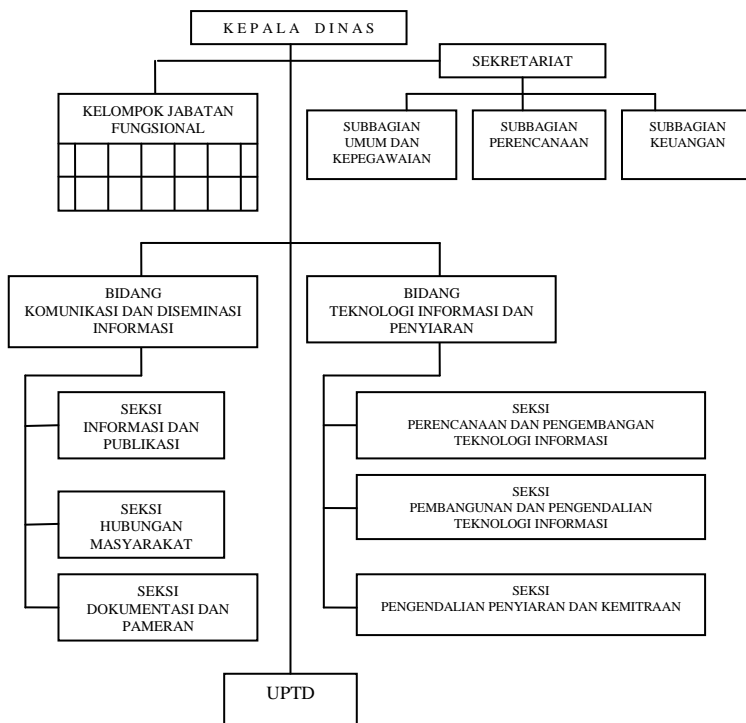 KEPALA DINAS
SEKRETARIAT
KELOMPOK JABATAN
FUNGSIONAL
SUBBAGIAN
UMUM DAN
KEPEGAWAIAN
SUBBAGIAN
PERENCANAAN
SUBBAGIAN
KEUANGAN
BIDANG
KOMUNIKASI DAN DISEMINASI
INFORMASI
BIDANG
TEKNOLOGI INFORMASI DAN
PENYIARAN
SEKSI
INFORMASI DAN
PUBLIKASI
SEKSI
HUBUNGAN
MASYARAKAT
SEKSI
DOKUMENTASI DAN
PAMERAN
SEKSI
PERENCANAAN DAN PENGEMBANGAN
TEKNOLOGI INFORMASI
SEKSI
PEMBANGUNAN DAN PENGENDALIAN
TEKNOLOGI INFORMASI
SEKSI
PENGENDALIAN PENYIARAN DAN KEMITRAAN
UPTD